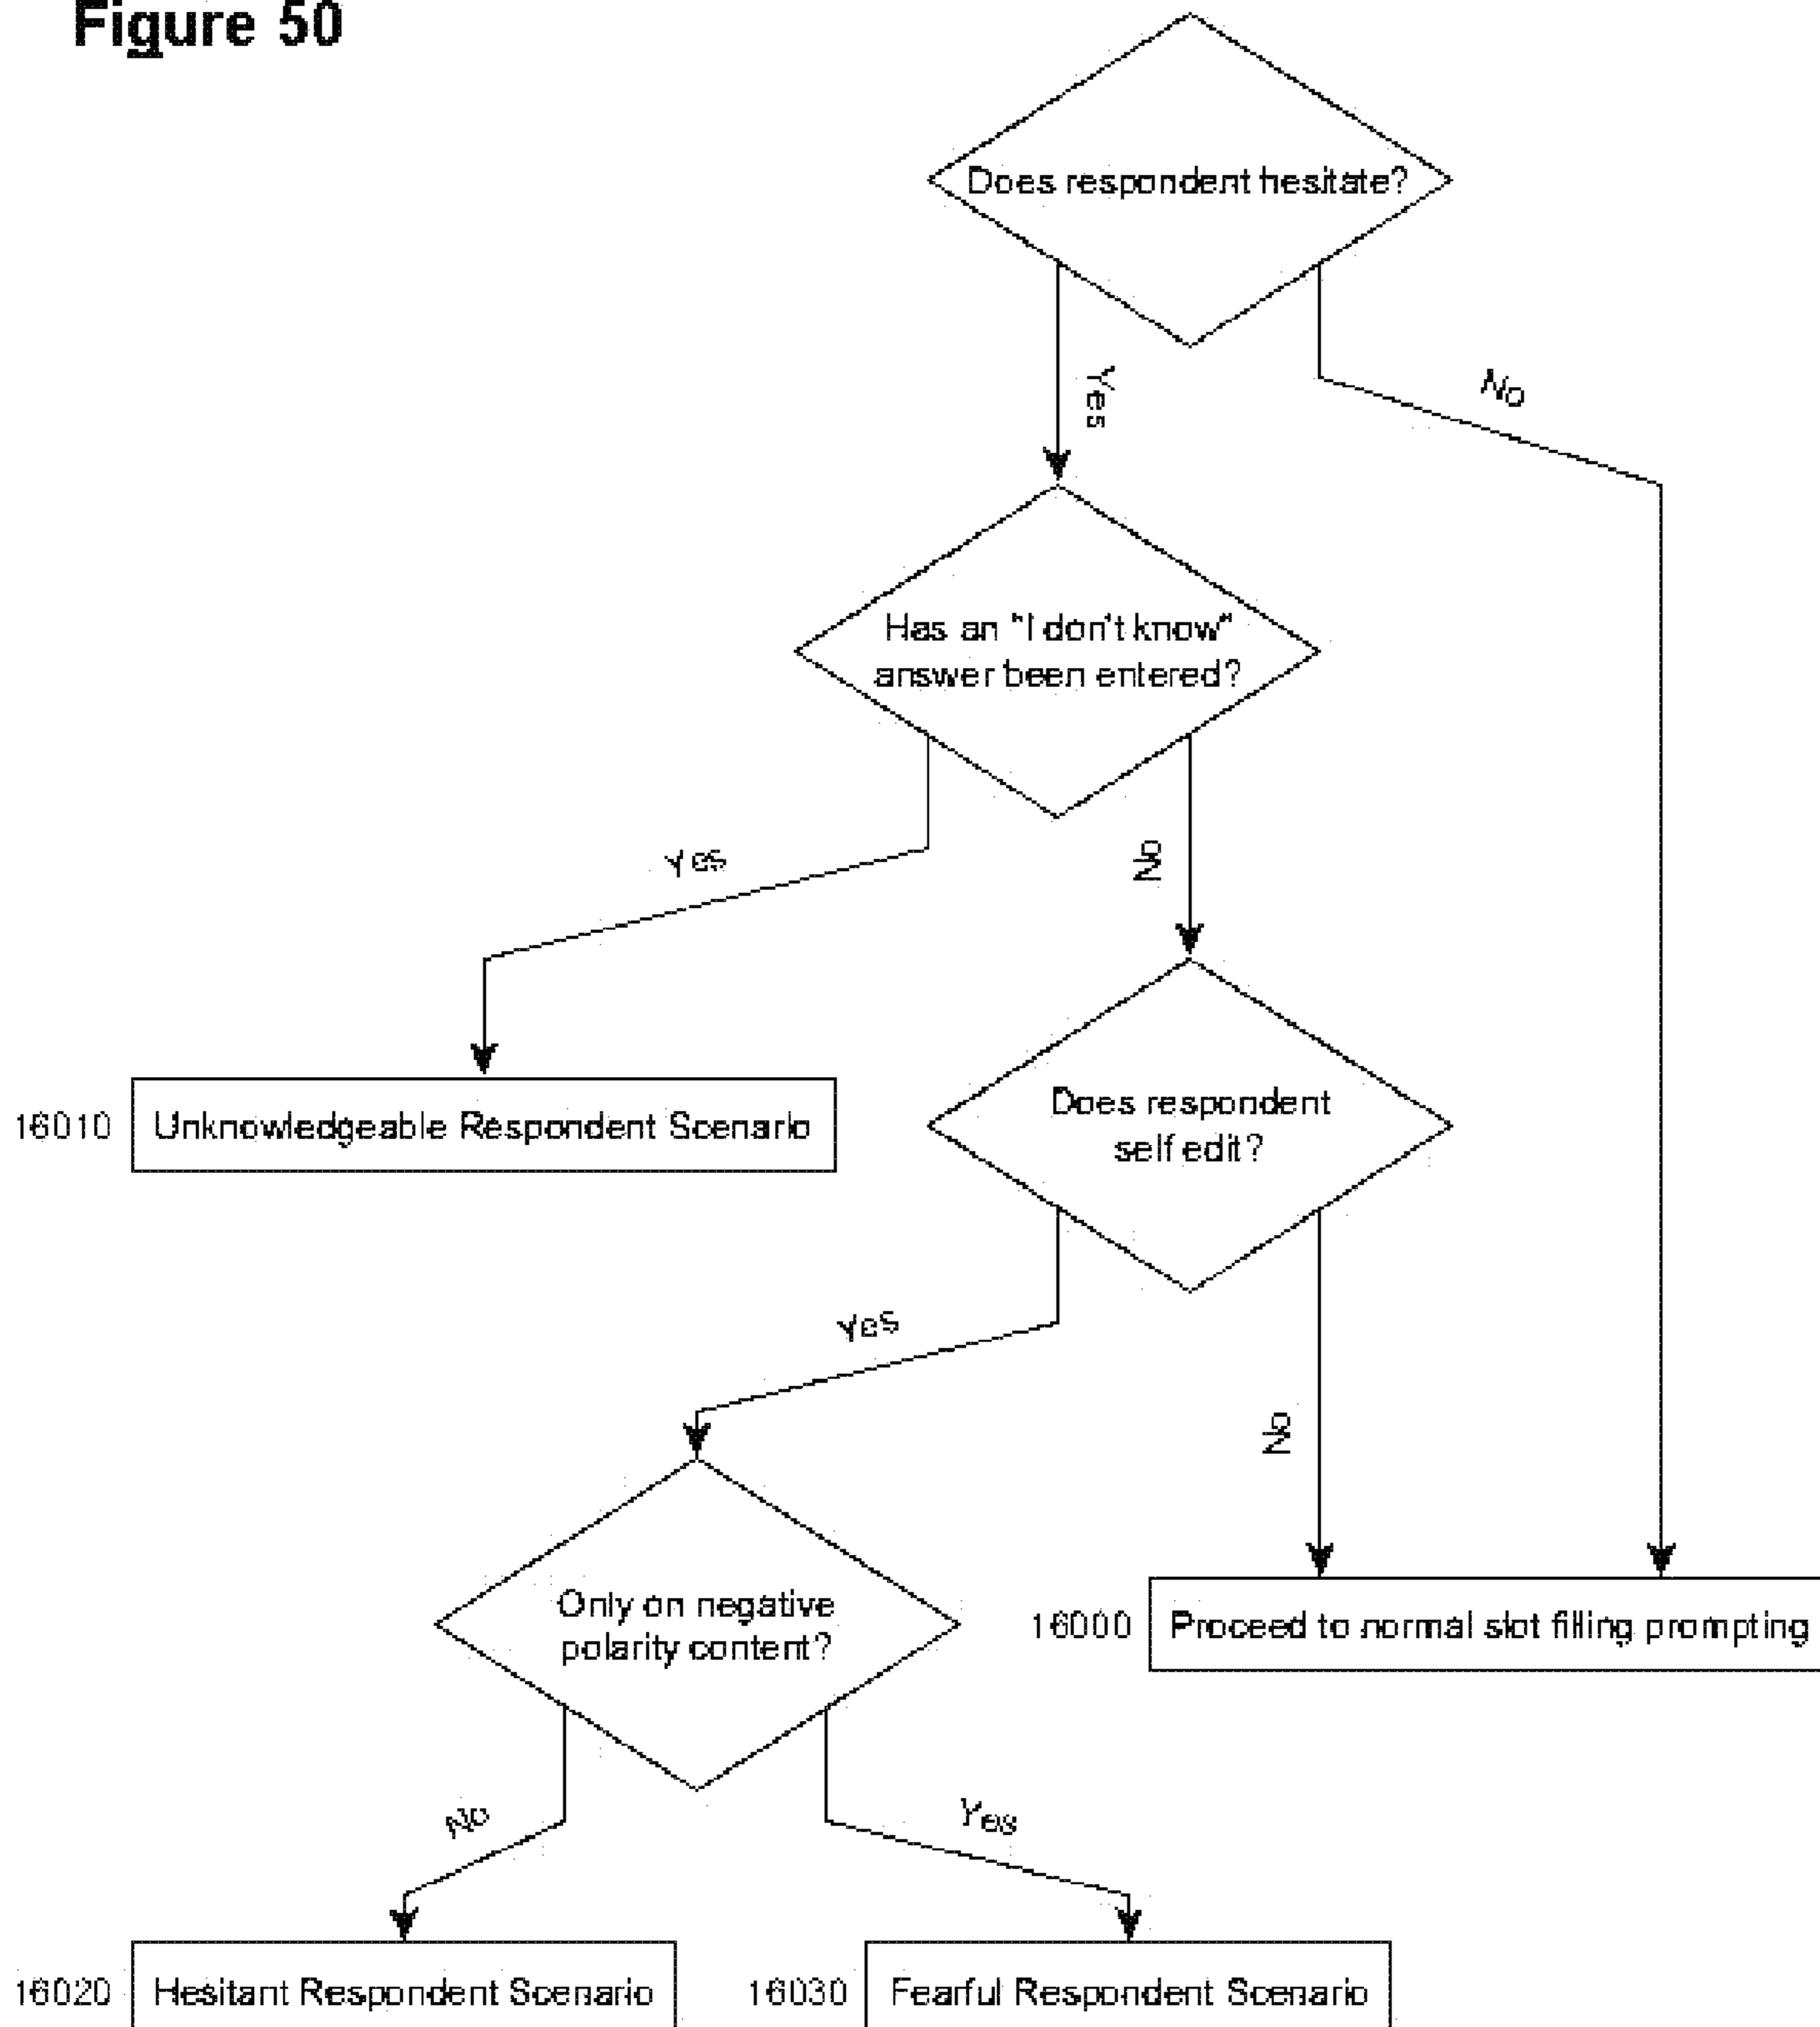 Figure 50
Does respondent hesitate?
Yes
No
Has an "I don't know"
answer been entered?
Yes
No
16010
Unknowledgeable Respondent Scenario
Does respondent
self edit?
Yes
No
Only on negative
polarity content?
16000
Proceed to normal slot filling prompting
No
Yes
16020
Hesitant Respondent Scenario
16030
Fearful Respondent Scenario